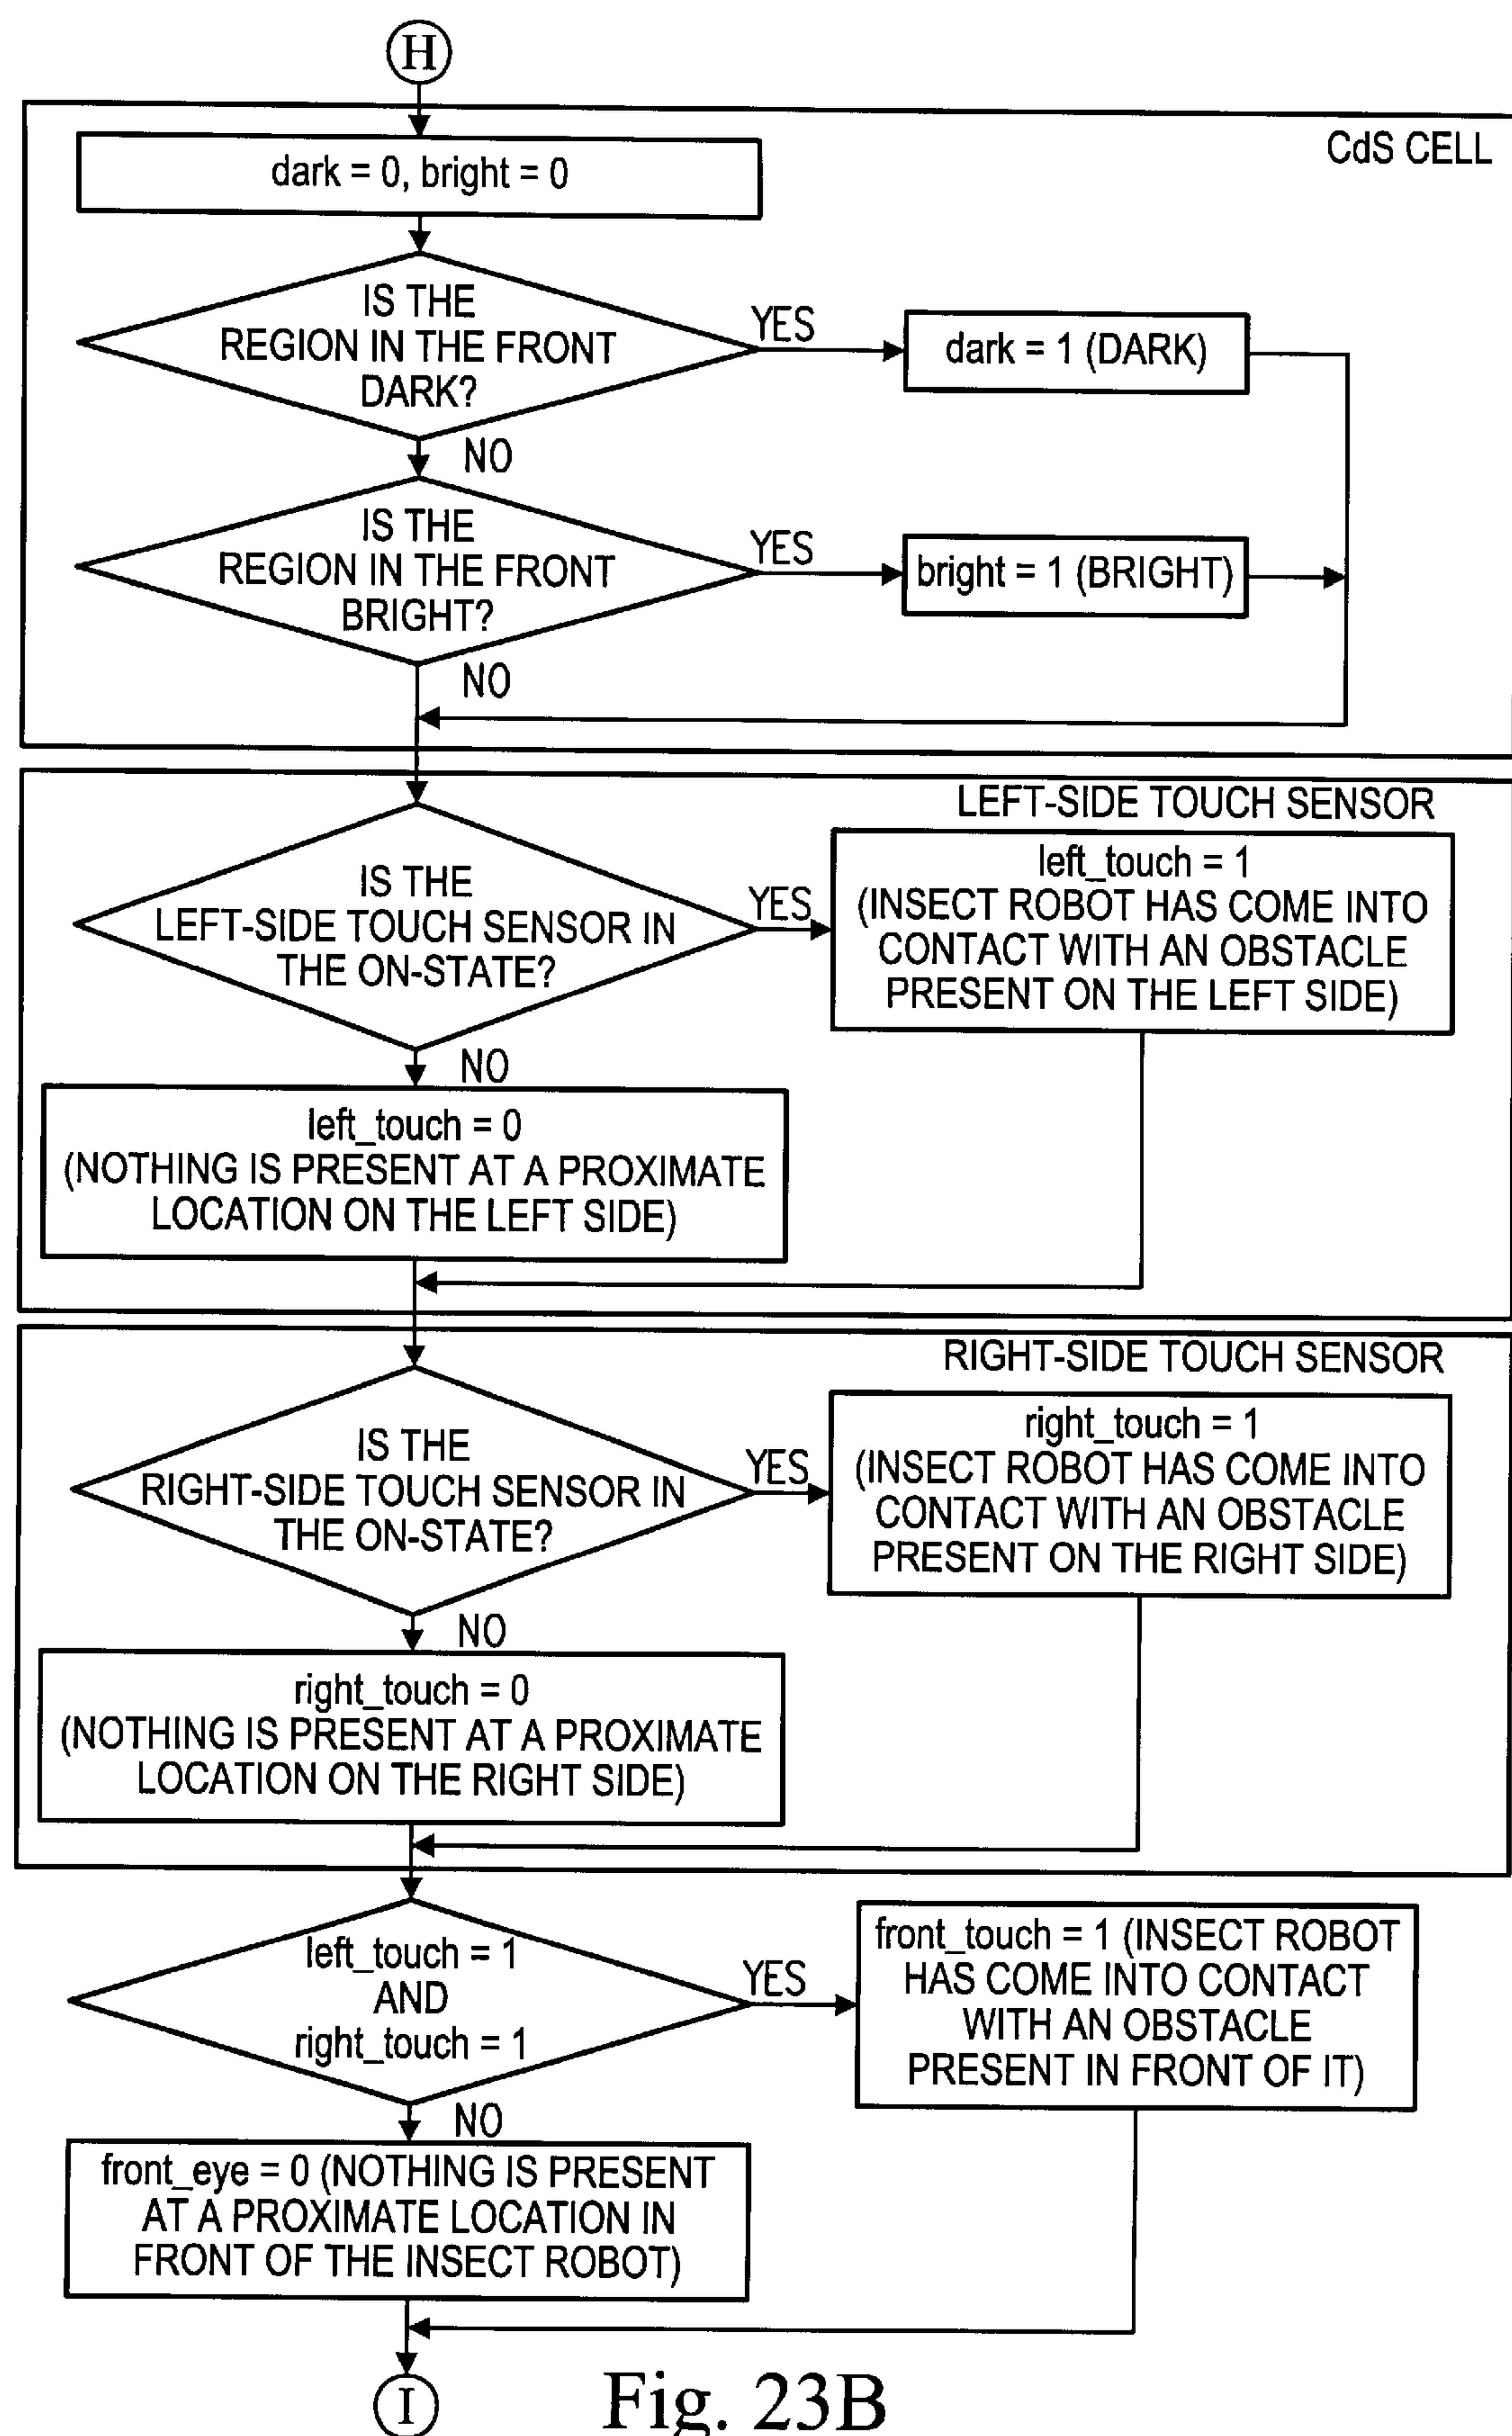 H
CdS CELL
dark = 0, bright = 0
IS THE
REGION IN THE FRONT
DARK?
YES
dark = 1 (DARK)
NO
IS THE
REGION IN THE FRONT
BRIGHT?
YES
bright = 1 (BRIGHT)
NO
LEFT-SIDE TOUCH SENSOR
IS THE
LEFT-SIDE TOUCH SENSOR IN
THE ON-STATE?
YES
left_touch = 1
(INSECT ROBOT HAS COME INTO
CONTACT WITH AN OBSTACLE
PRESENT ON THE LEFT SIDE)
NO
left_touch = 0
(NOTHING IS PRESENT AT A PROXIMATE
LOCATION ON THE LEFT SIDE)
RIGHT-SIDE TOUCH SENSOR
IS THE
RIGHT-SIDE TOUCH SENSOR IN
THE ON-STATE?
YES
right_touch = 1
(INSECT ROBOT HAS COME INTO
CONTACT WITH AN OBSTACLE
PRESENT ON THE RIGHT SIDE)
NO
right_touch = 0
(NOTHING IS PRESENT AT A PROXIMATE
LOCATION ON THE RIGHT SIDE)
left_touch = 1
AND
right_touch = 1
YES
front_touch = 1 (INSECT ROBOT
HAS COME INTO CONTACT
WITH AN OBSTACLE
PRESENT IN FRONT OF IT)
NO
front_eye = 0 (NOTHING IS PRESENT
AT A PROXIMATE LOCATION IN
FRONT OF THE INSECT ROBOT)
I
Fig. 23B